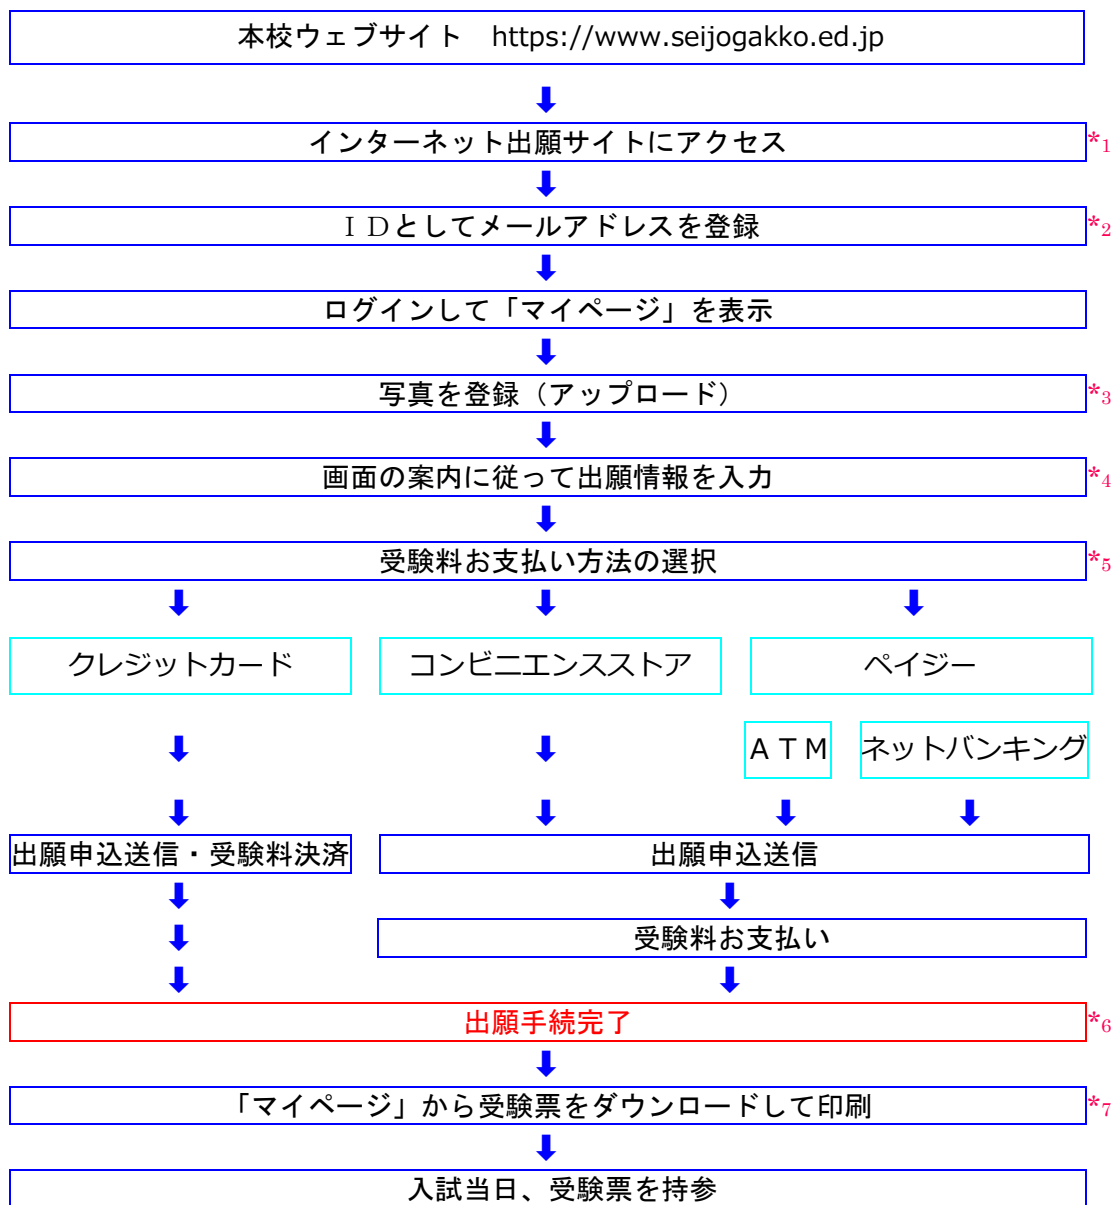 本校ウェブサイト　https://www.seijogakko.ed.jp
インターネット出願サイトにアクセス *1
ＩＤとしてメールアドレスを登録 *2
ログインして「マイページ」を表示
写真を登録（アップロード） *3
画面の案内に従って出願情報を入力 *4
受験料お支払い方法の選択 *5
クレジットカード コンビニエンスストア ペイジー
ＡＴＭ ネットバンキング
出願申込送信・受験料決済 出願申込送信
受験料お支払い
出願手続完了 *6
「マイページ」から受験票をダウンロードして印刷 *7
入試当日、受験票を持参